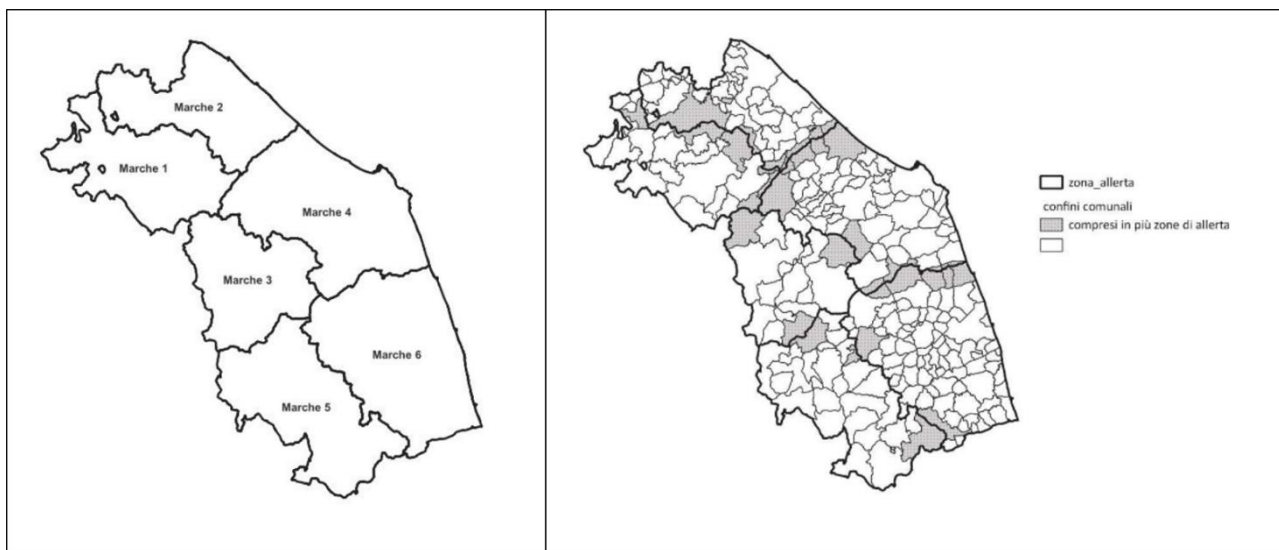 Marche 2
Marche 1
Marche 4
Marche 3
Marche 6
Marche 5
zona_allerta
confini comunali
compresi in più zone di allerta